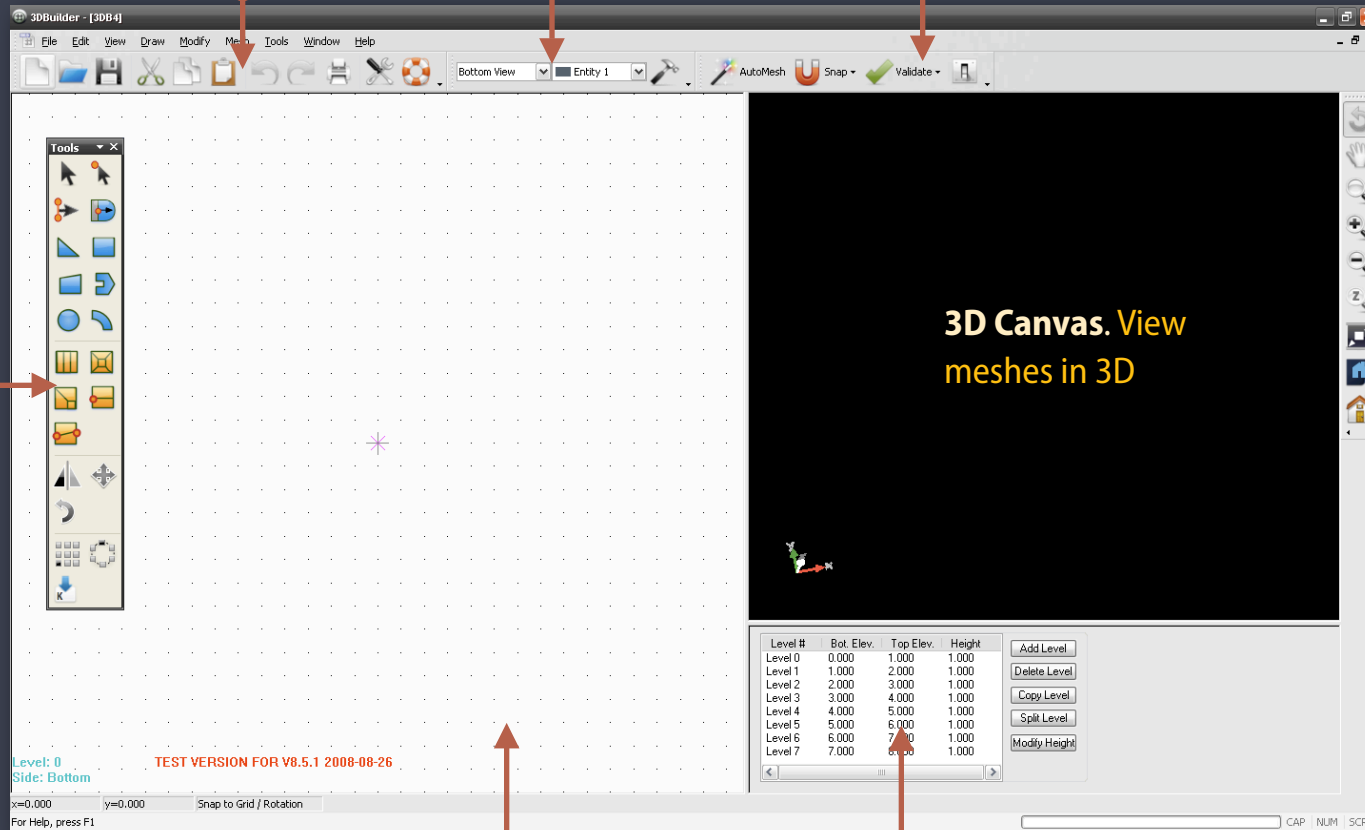 3DBuilder - [3DB4]
File Edit View Draw Modify Mesh Tools Window Help
Bottom View Entity 1 AutoMesh Snap Validate
Tools
3D Canvas. View
meshes in 3D
Z
K
Level # Bot. Elev. Top Elev. Height
Level 0 0.000 1.000 1.000
Level 1 1.000 2.000 1.000
Level 2 2.000 3.000 1.000
Level 3 3.000 4.000 1.000
Level 4 4.000 5.000 1.000
Level 5 5.000 6.000 1.000
Level 6 6.000 1.000
Level 7 7.000 1.000
Add Level
Delete Level
Copy Level
Split Level
Modify Height
Level: 0 TEST VERSION FOR V8.5.1 2008-08-26
Side: Bottom
x=0.000 y=0.000 Snap to Grid / Rotation
For Help, press F1 CAP NUM